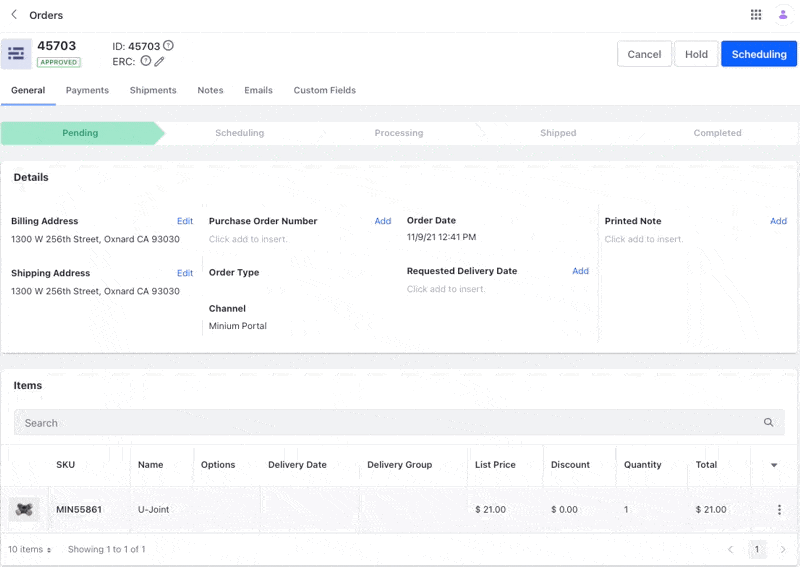 Orders
45703
APPROVED
ID: 45703
ERC:
Cancel
Hold
Scheduling
General Payments Shipments Notes Emails Custom Fields
Pending Scheduling Processing Shipped Completed
Details
Billing Address Edit
1300 W 256th Street, Oxnard CA 93030
Shipping Address Edit
1300 W 256th Street, Oxnard CA 93030
Purchase Order Number Add
Click add to insert.
Order Type
Channel
Minium Portal
Order Date
11/9/21 12:41 PM
Requested Delivery Date Add
Click add to insert.
Printed Note Add
Click add to insert.
Items
Search
SKU Name Options Delivery Date Delivery Group List Price Discount Quantity Total
MIN55861 U-Joint $ 21.00 $ 0.00 1 $ 21.00
10 items Showing 1 to 1 of 1 1